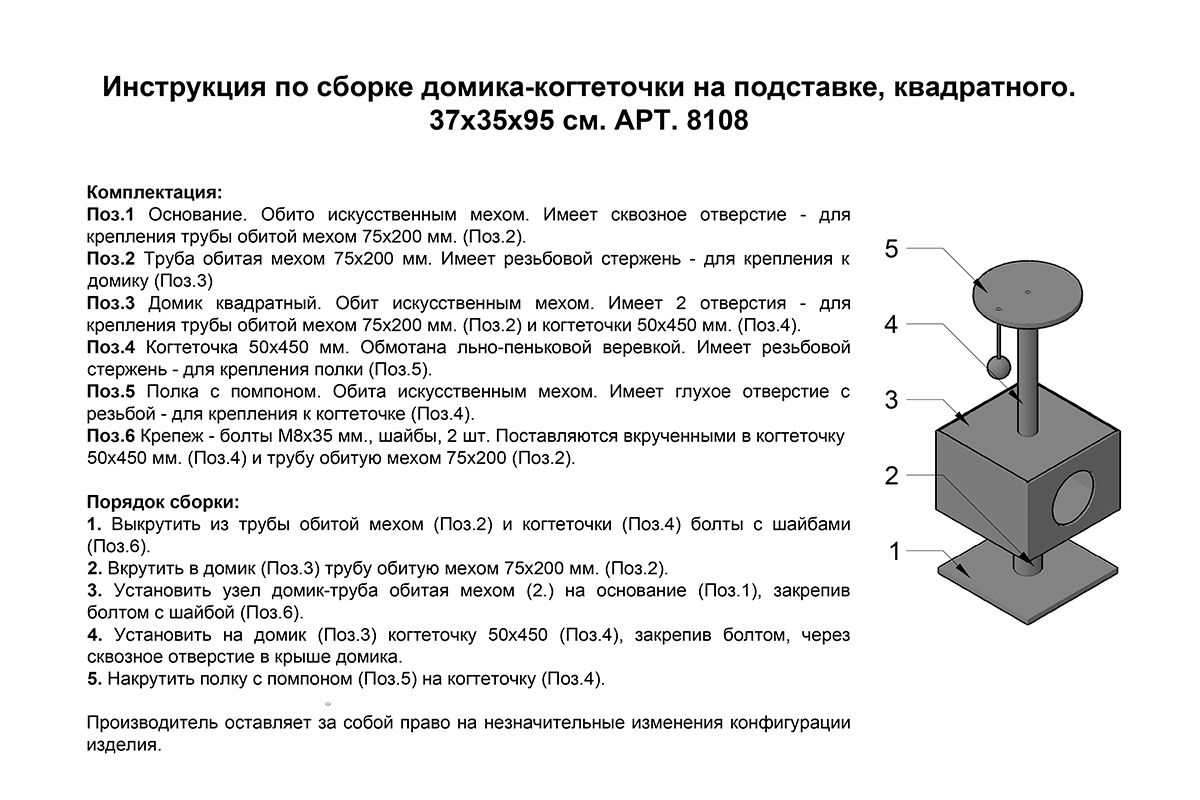 Инструкция по сборке домика-когтеточки на подставке, квадратного.
37х35х95 см. АРТ. 8108
Комплектация:
Поз.1 Основание. Обито искусственным мехом. Имеет сквозное отверстие - для
крепления трубы обитой мехом 75х200 мм. (Поз.2).
Поз.2 Труба обитая мехом 75х200 мм. Имеет резьбовой стержень - для крепления к
домику (Поз.3)
Поз.3 Домик квадратный. Обит искусственным мехом. Имеет 2 отверстия - для
крепления трубы обитой мехом 75х200 мм. (Поз.2) и когтеточки 50х450 мм. (Поз.4).
Поз.4 Когтеточка 50х450 мм. Обмотана льно-пеньковой веревкой. Имеет резьбовой
стержень - для крепления полки (Поз.5).
Поз.5 Полка с помпоном. Обита искусственным мехом. Имеет глухое отверстие с
резьбой - для крепления к когтеточке (Поз.4).
Поз.6 Крепеж - болты М8х35 мм., шайбы, 2 шт. Поставляются вкрученными в когтеточку
50х450 мм. (Поз.4) и трубу обитую мехом 75х200 (Поз.2).
Порядок сборки:
1. Выкрутить из трубы обитой мехом (Поз.2) и когтеточки (Поз.4) болты с шайбами
(Поз.6).
2. Вкрутить в домик (Поз.3) трубу обитую мехом 75х200 мм. (Поз.2).
3. Установить узел домик-труба обитая мехом (2.) на основание (Поз.1), закрепив
болтом с шайбой (Поз.6).
4. Установить на домик (Поз.3) когтеточку 50х450 (Поз.4), закрепив болтом, через
сквозное отверстие в крыше домика.
5. Накрутить полку с помпоном (Поз.5) на когтеточку (Поз.4).
Производитель оставляет за собой право на незначительные изменения конфигурации
изделия.
5
4
3
2
1